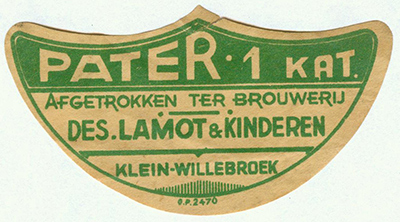 PATER · 1 KAT.
AFGETROKKEN TER BROUWERIJ
DES. LAMOT & KINDEREN
KLEIN-WILLEBROEK
O.P. 2470